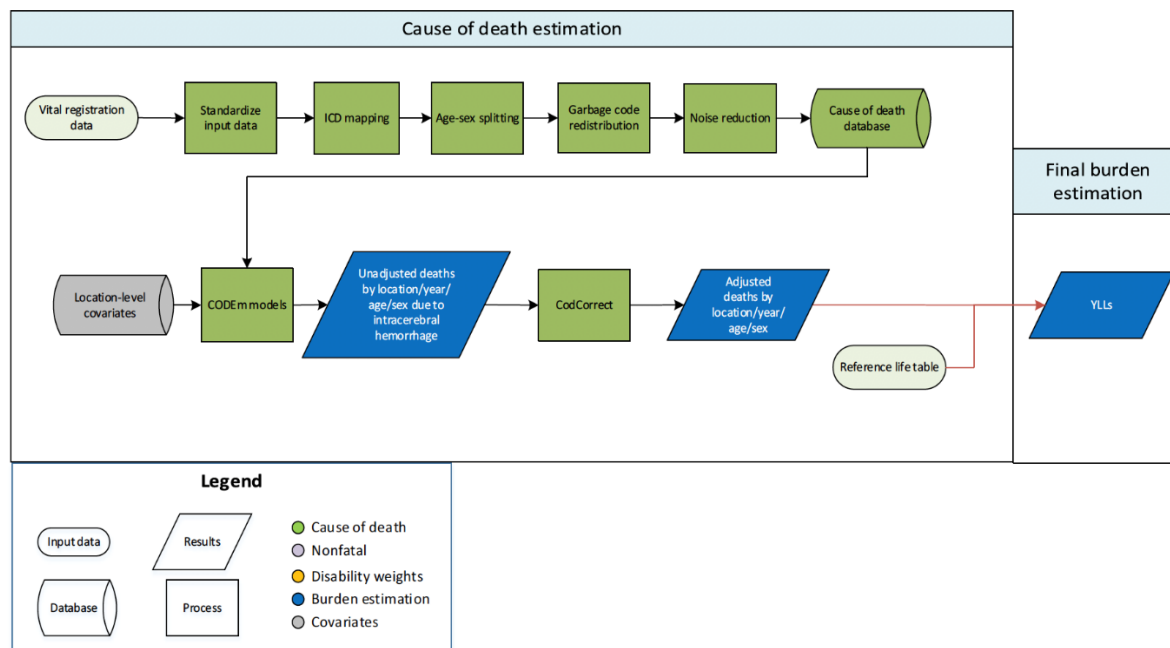 Cause of death estimation
Vital registration
data
Standardize
input data
ICD mapping
Age-sex splitting
Garbage code
redistribution
Noise reduction
Cause of death
database
Final burden
estimation
Location-level
covariates
CODEm models
Unadjusted deaths
by location/year/
age/sex due to
intracerebral
hemorrhage
CodCorrect
Adjusted
deaths by
location/year/
age/sex
YLLs
Reference life table
Legend
Input data
Results
Database
Process
Cause of death
Nonfatal
Disability weights
Burden estimation
Covariates